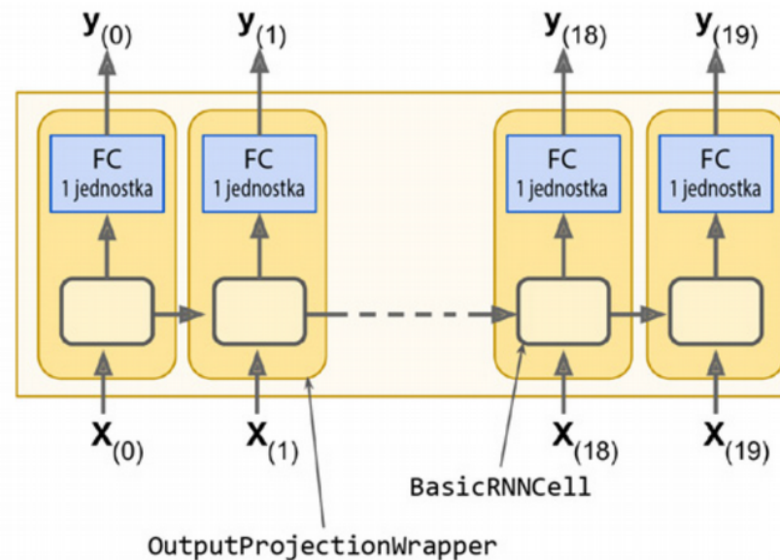 y(0) y(1) y(18) y(19)
FC FC FC FC
1 jednostka 1 jednostka 1 jednostka 1 jednostka
X(0) X(1) X(18) X(19)
BasicRNNCell
OutputProjectionWrapper